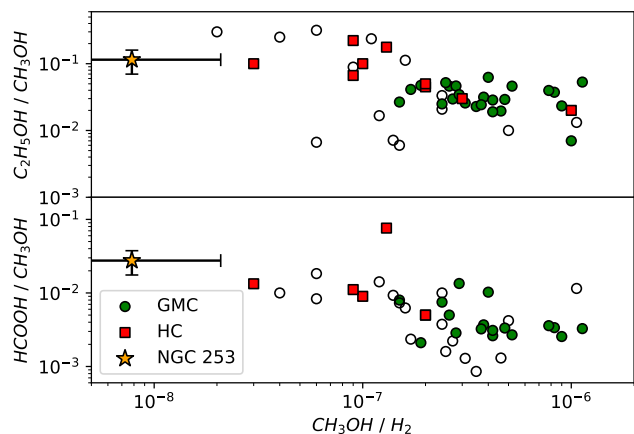 C₂H₅OH / CH₃OH
10⁻¹
10⁻²
10⁻³
HCOOH / CH₃OH
10⁻¹
10⁻²
10⁻³
GMC
HC
NGC 253
10⁻⁸
10⁻⁷
10⁻⁶
CH₃OH / H₂